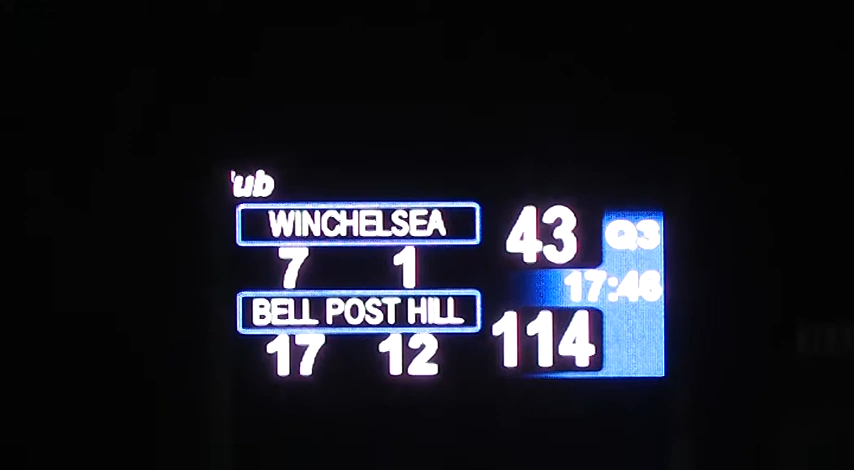 ub
WINCHELSEA 43 Q3
7 1
17:46
BELL POST HILL 114
17 12